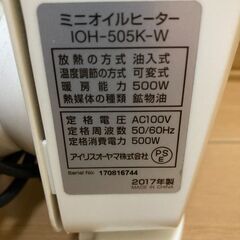 ミニオイルヒーター
IOH-505K-W
放熱の方式 油入式
温度調節の方式 可変式
暖房能力 500W
熱媒体の種類 鉱物油
定格電圧 AC100V
定格周波数 50/60Hz
定格消費電力 500W
アイリスオーヤマ株式会社
PSE
Serial No: 170816744
2017年製
MADE IN CHINA